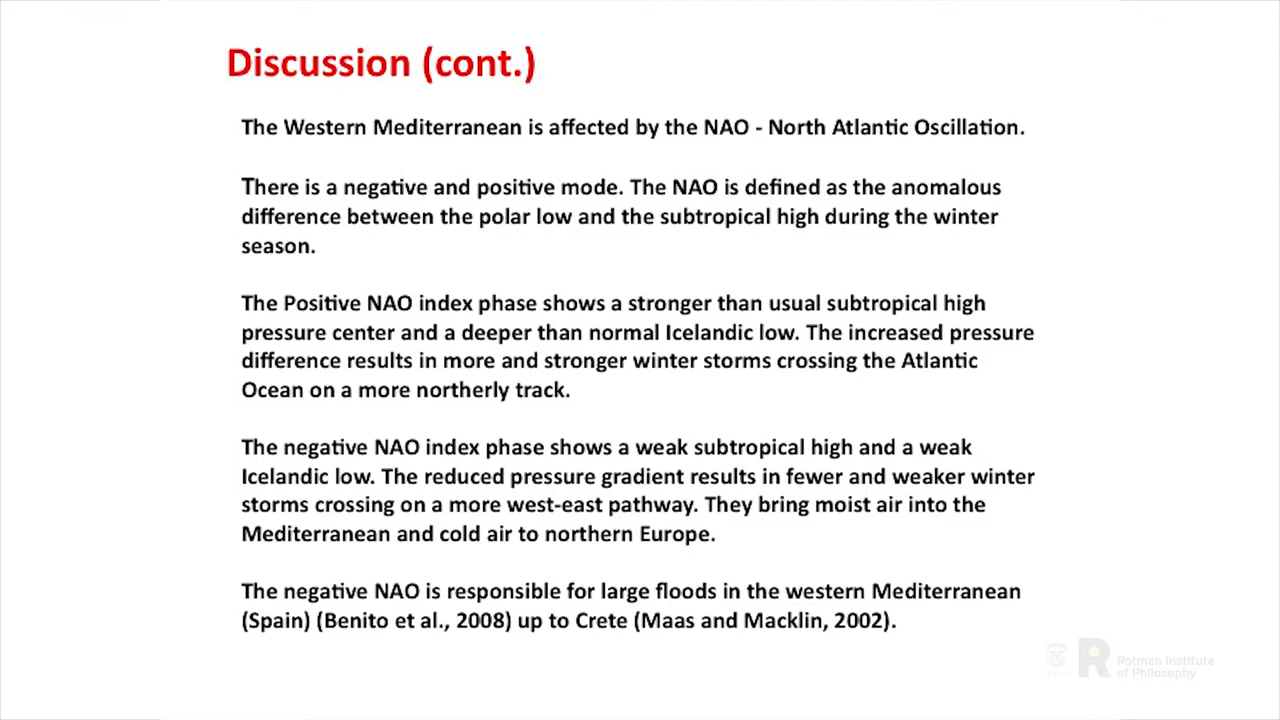 Discussion (cont.)
The Western Mediterranean is affected by the NAO - North Atlantic Oscillation.
There is a negative and positive mode. The NAO is defined as the anomalous
difference between the polar low and the subtropical high during the winter
season.
The Positive NAO index phase shows a stronger than usual subtropical high
pressure center and a deeper than normal Icelandic low. The increased pressure
difference results in more and stronger winter storms crossing the Atlantic
Ocean on a more northerly track.
The negative NAO index phase shows a weak subtropical high and a weak
Icelandic low. The reduced pressure gradient results in fewer and weaker winter
storms crossing on a more west-east pathway. They bring moist air into the
Mediterranean and cold air to northern Europe.
The negative NAO is responsible for large floods in the western Mediterranean
(Spain) (Benito et al., 2008) up to Crete (Maas and Macklin, 2002).
R Rotman Institute
of Philosophy